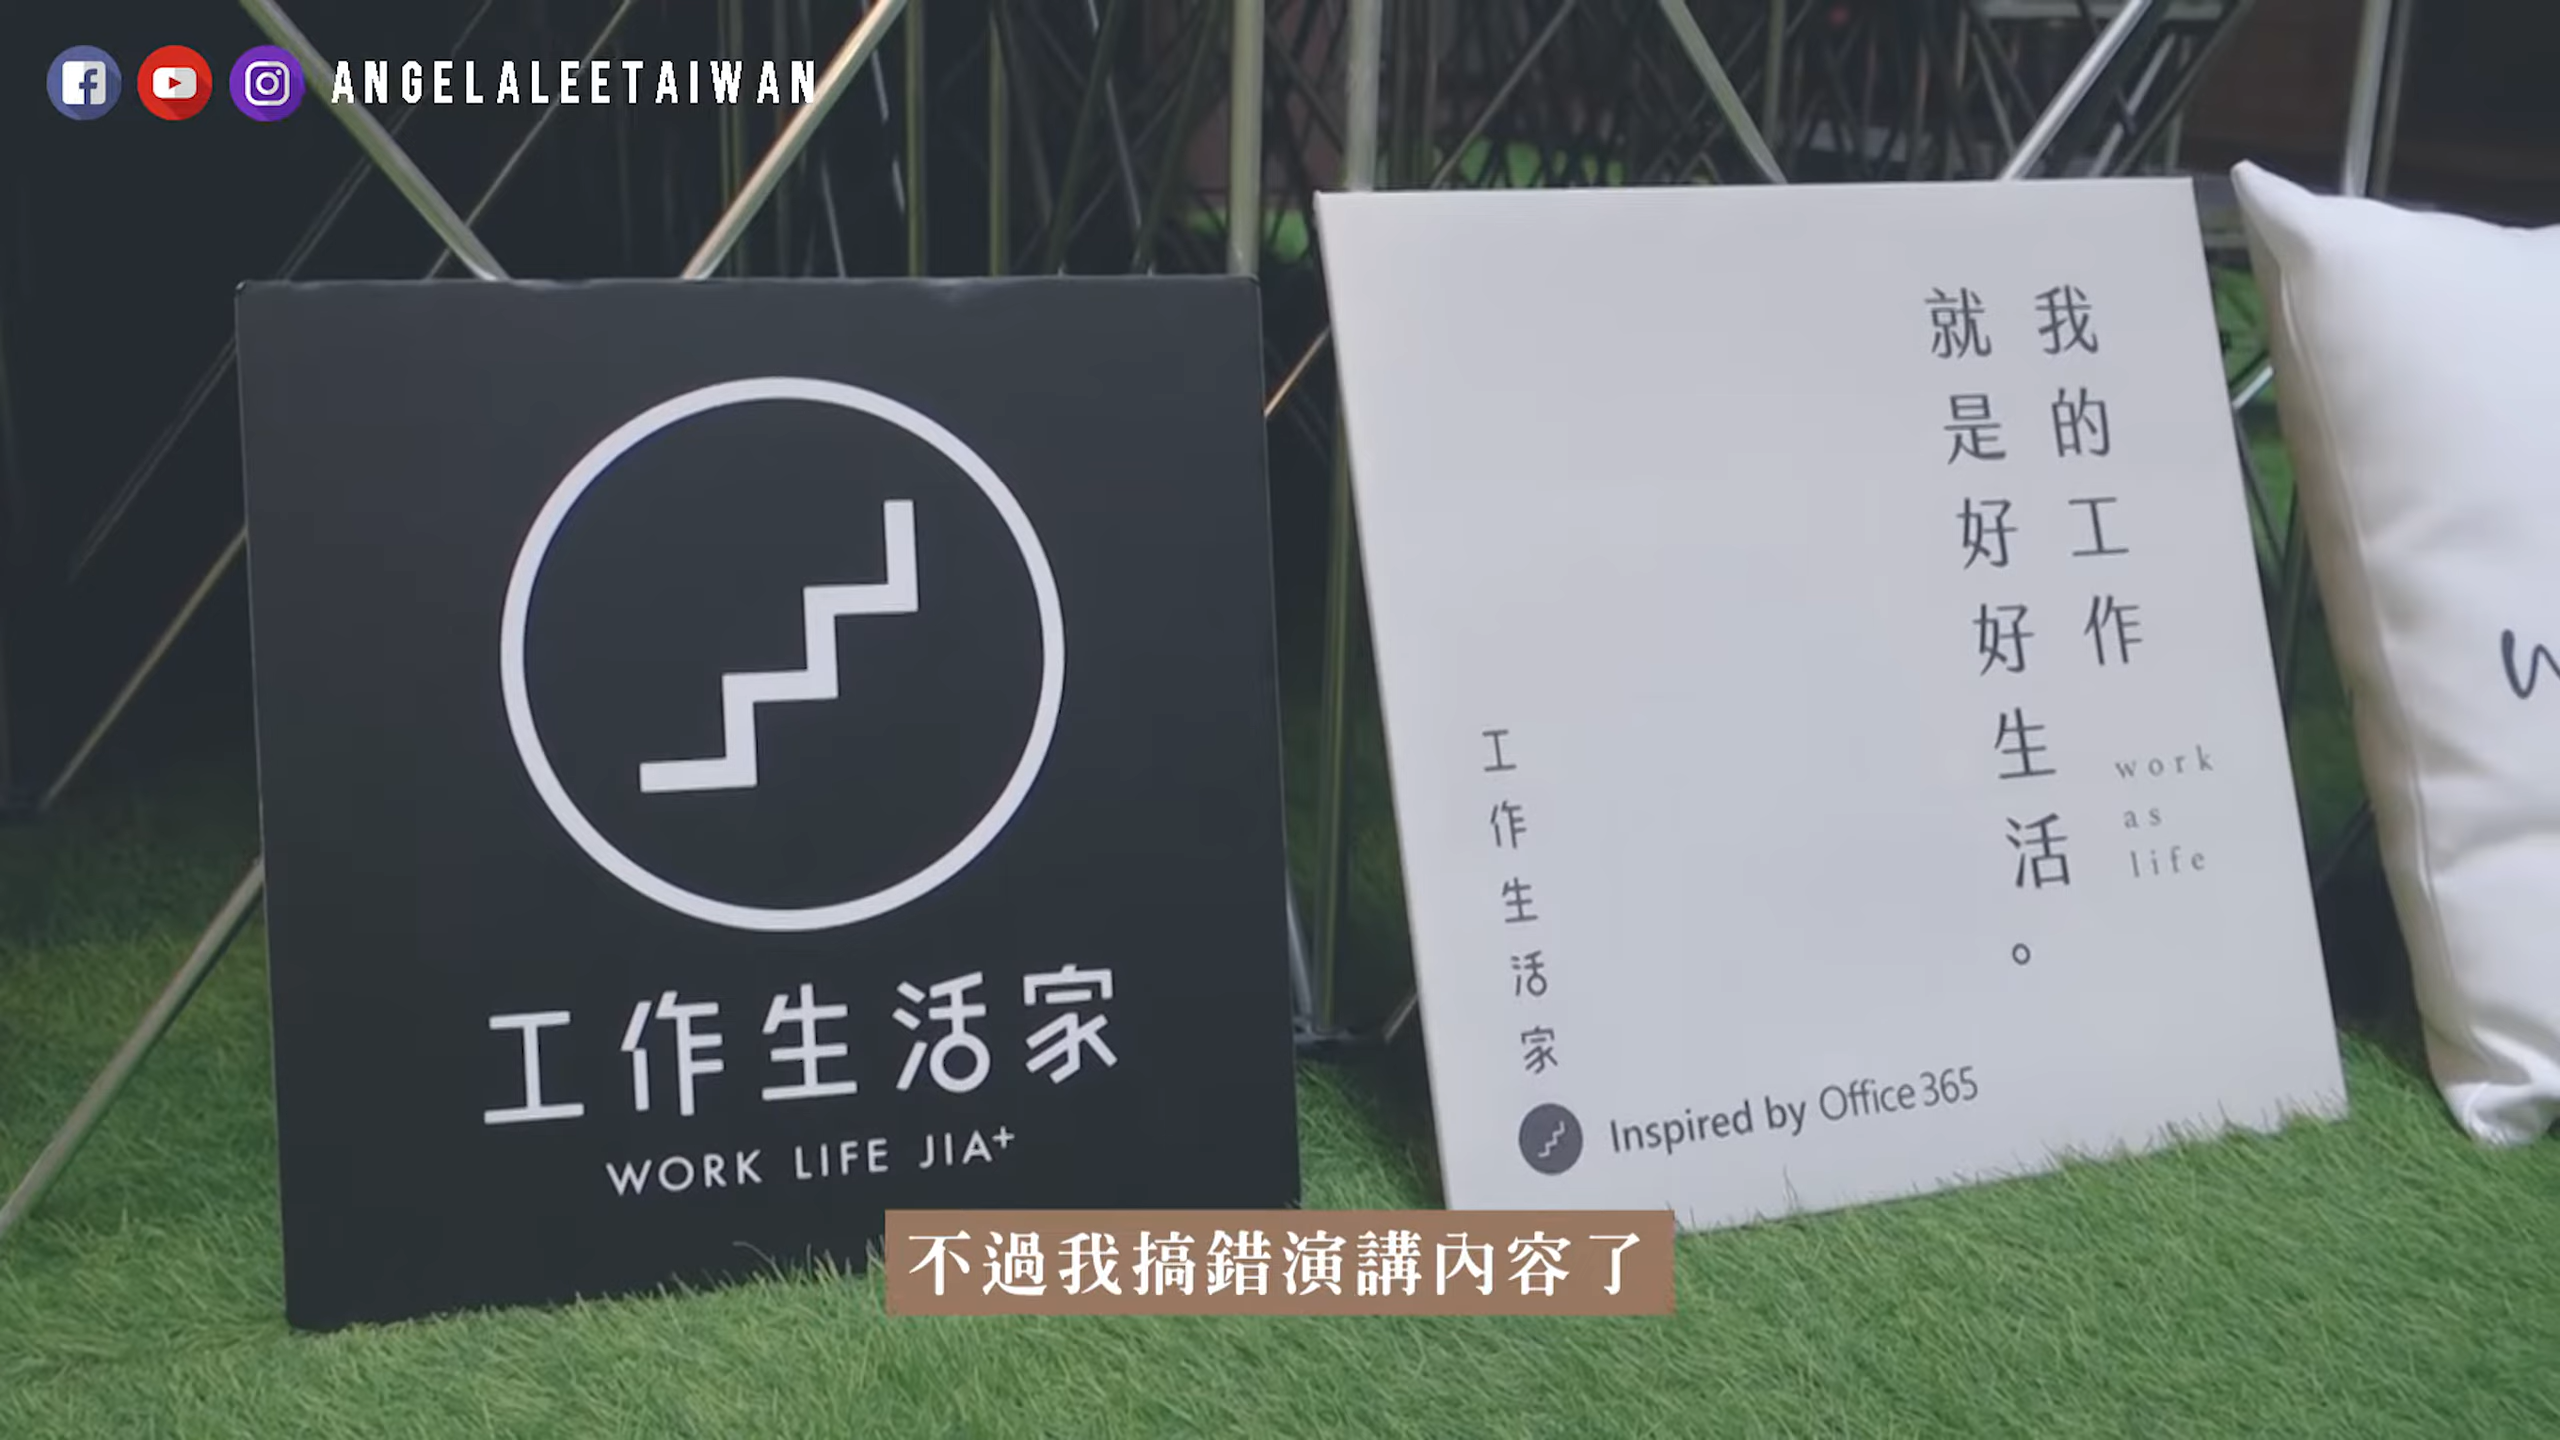 ANGELALEETAIWAN
工作生活家
WORK LIFE JIA+
我的工作
就是好好生活。
work
as
life
工作生活家
Inspired by Office 365
不過我搞錯演講內容了